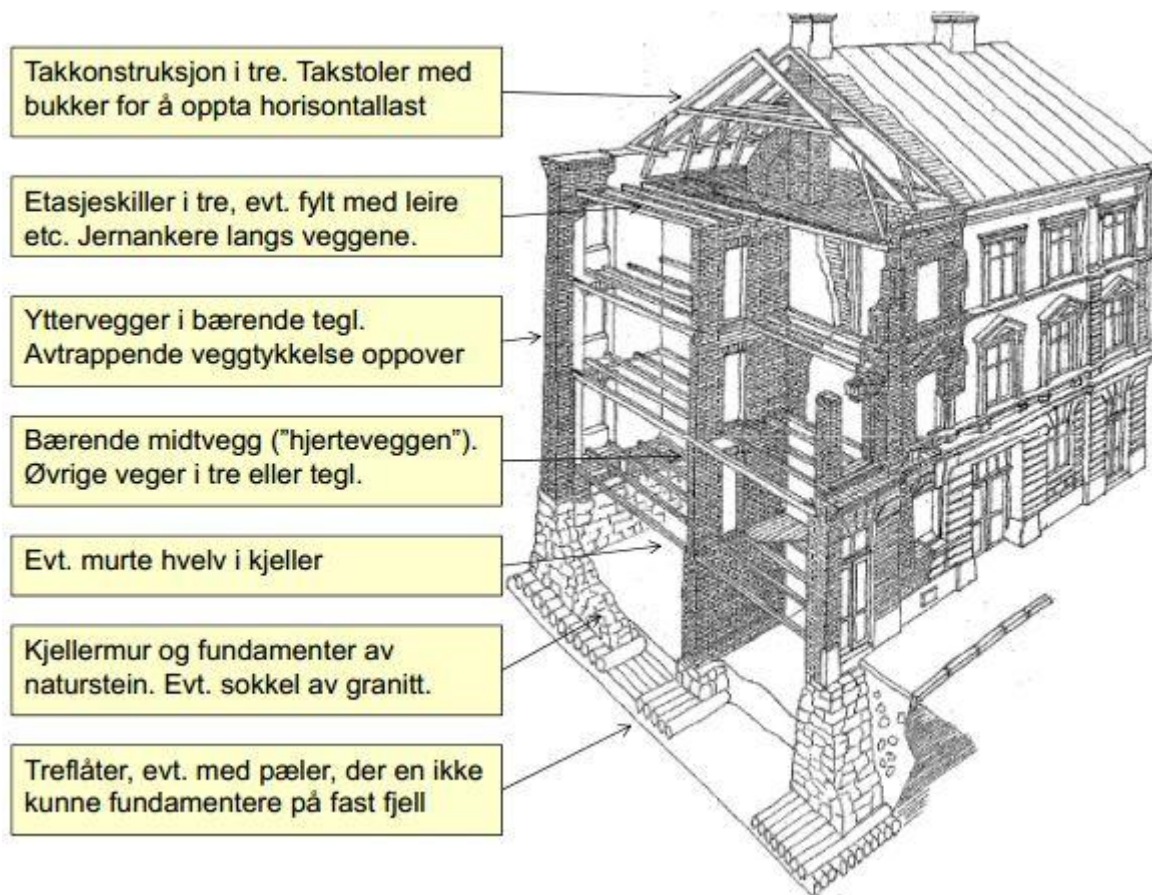 Takkonstruksjon i tre. Takstoler med
bukker for å oppta horisontallast
Etasjeskiller i tre, evt. fylt med leire
etc. Jernankere langs veggene.
Yttervegger i bærende tegl.
Avtrappende veggtykkelse oppover
Bærende midtvegg ("hjerteveggen").
Øvrige veger i tre eller tegl.
Evt. murte hvelv i kjeller
Kjellermur og fundamenter av
naturstein. Evt. sokkel av granitt.
Treflåter, evt. med pæler, der en ikke
kunne fundamentere på fast fjell